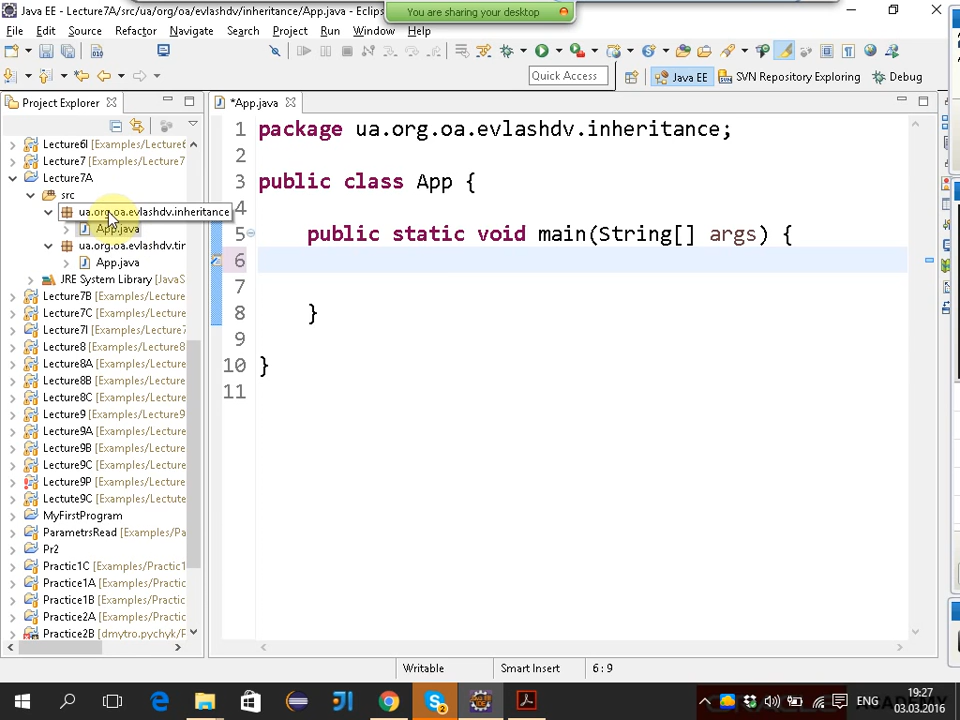 Java EE - Lecture7A/src/ua/org/oa/evlashdv/inheritance/App.java - Eclips
You are sharing your desktop
File Edit Source Refactor Navigate Search Project Run Window Help
Quick Access
Java EE
SVN Repository Exploring
Debug
Project Explorer
*App.java
Lecture6I [Examples/Lecture6
Lecture7 [Examples/Lecture7
Lecture7A
src
ua.org.oa.evlashdv.inheritance
App.java
ua.org.oa.evlashdv.tir
App.java
JRE System Library [JavaS
Lecture7B [Examples/Lecture
Lecture7C [Examples/Lecture
Lecture7I [Examples/Lecture7
Lecture8 [Examples/Lecture8
Lecture8A [Examples/Lecture
Lecture8B [Examples/Lecture
Lecture8C [Examples/Lecture
Lecture9 [Examples/Lecture9
Lecture9A [Examples/Lecture
Lecture9B [Examples/Lecture
Lecture9C [Examples/Lecture
Lecture9P [Examples/Lecture
Lectute9C [Examples/Lecture
MyFirstProgram
ParametrsRead [Examples/Pa
Pr2
Practic1C [Examples/Practic
Practice1A [Examples/Practic
Practice1B [Examples/Practic
Practice2A [Examples/Practic
Practice2B [dmytro.pychyk/F
1 package ua.org.oa.evlashdv.inheritance;
2
3 public class App {
4
5 public static void main(String[] args) {
6
7
8 }
9
10 }
11
Writable
Smart Insert
6 : 9
ENG
19:27
03.03.2016
ACADEMY